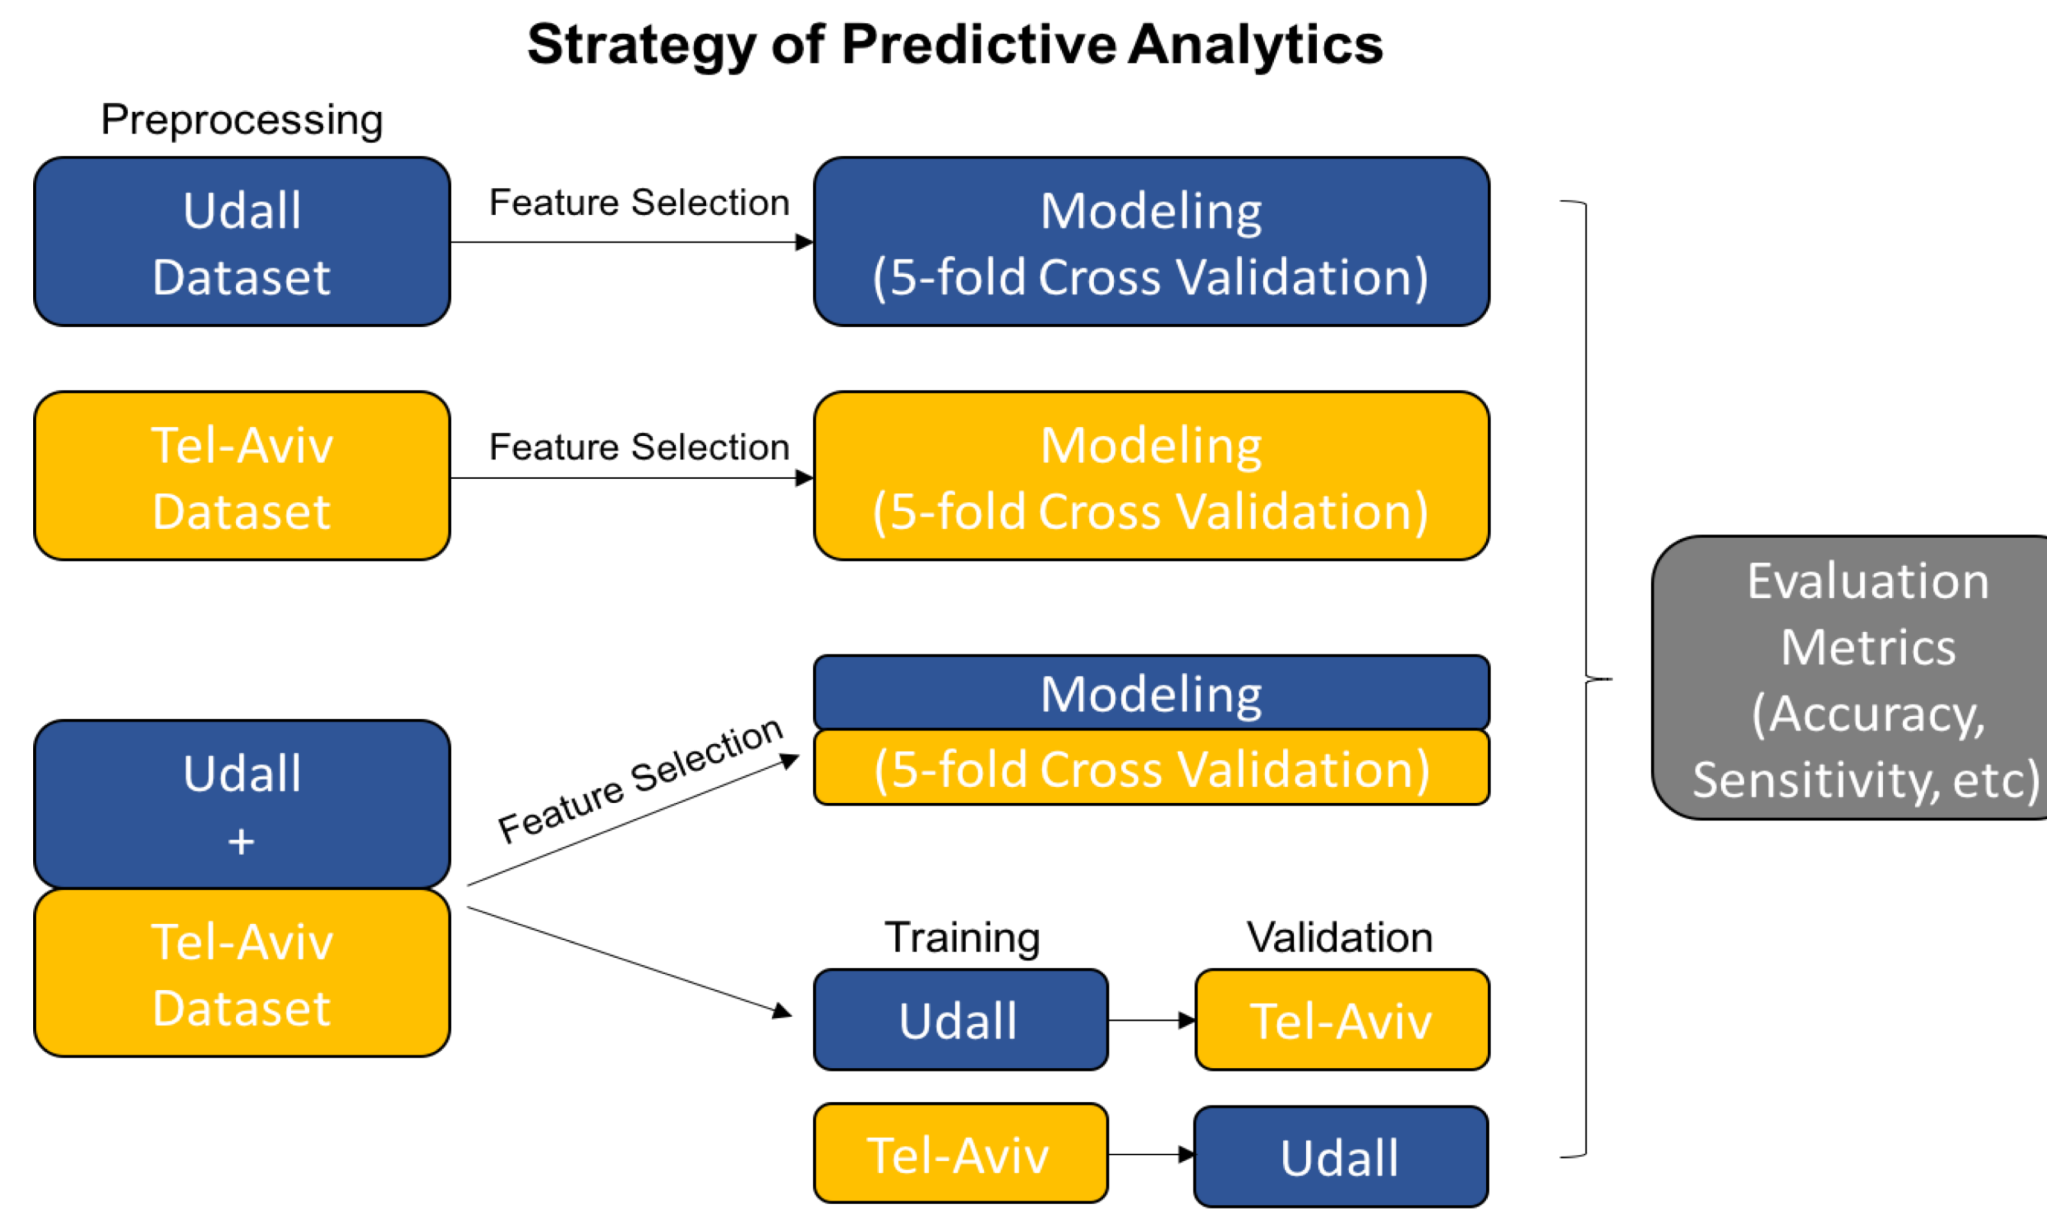 Strategy of Predictive Analytics
Preprocessing
Udall
Dataset
Feature Selection
Modeling
(5-fold Cross Validation)
Tel-Aviv
Dataset
Feature Selection
Modeling
(5-fold Cross Validation)
Udall
+
Tel-Aviv
Dataset
Feature Selection
Modeling
(5-fold Cross Validation)
Training
Validation
Udall
Tel-Aviv
Tel-Aviv
Udall
Evaluation
Metrics
(Accuracy,
Sensitivity, etc)